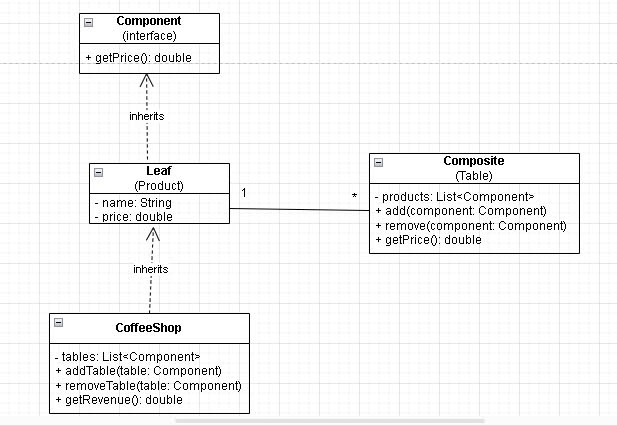 Component
(interface)
+ getPrice(): double
inherits
Leaf
(Product)
- name: String
- price: double
1
*
Composite
(Table)
- products: List<Component>
+ add(component: Component)
+ remove(component: Component)
+ getPrice(): double
inherits
CoffeeShop
- tables: List<Component>
+ addTable(table: Component)
+ removeTable(table: Component)
+ getRevenue(): double